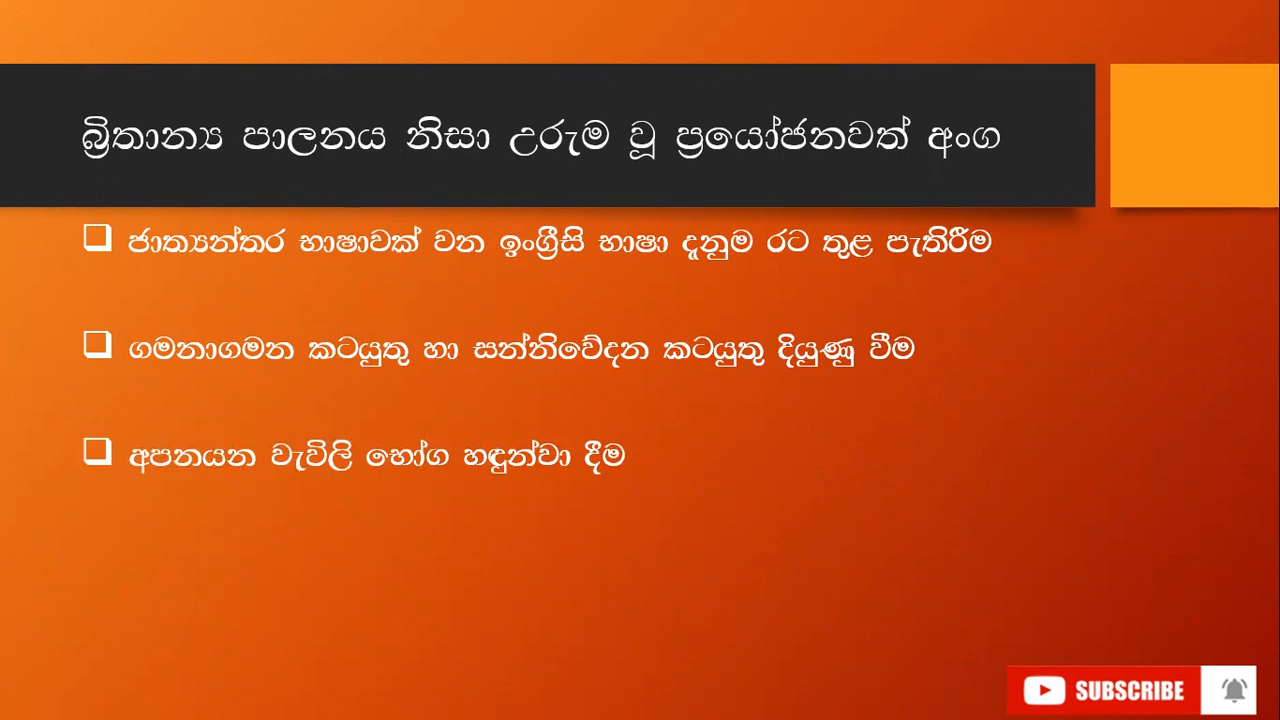 බ්‍රිතාන්‍ය පාලනය නිසා උරුම වූ ප්‍රයෝජනවත් අංග
ජාත්‍යන්තර භාෂාවක් වන ඉංග්‍රීසි භාෂා දැනුම රට තුළ පැතිරීම
ගමනාගමන කටයුතු හා සන්නිවේදන කටයුතු දියුණු වීම
අපනයන වැවිලි භෝග හඳුන්වා දීම
SUBSCRIBE